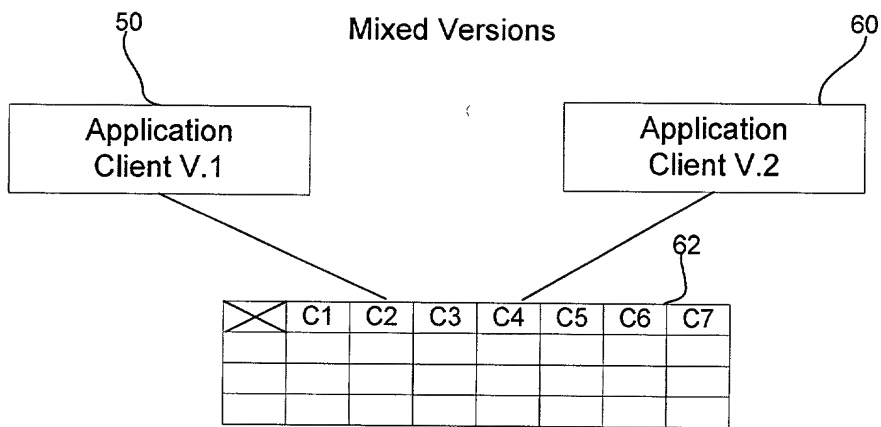 Mixed Versions
50
60
Application
Client V.1
Application
Client V.2
62
C1 C2 C3 C4 C5 C6 C7